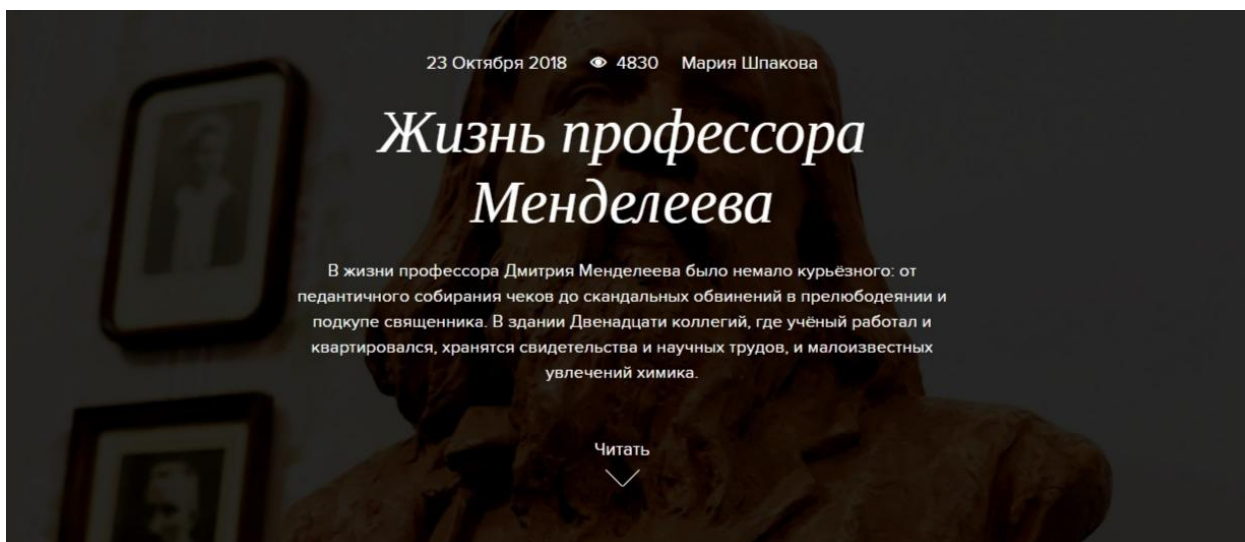 23 Октября 2018 4830 Мария Шпакова
Жизнь профессора
Менделеева
В жизни профессора Дмитрия Менделеева было немало курьёзного: от
педантичного собирания чеков до скандальных обвинений в прелюбодеянии и
подкупе священника. В здании Двенадцати коллегий, где учёный работал и
квартировался, хранятся свидетельства и научных трудов, и малоизвестных
увлечений химика.
Читать